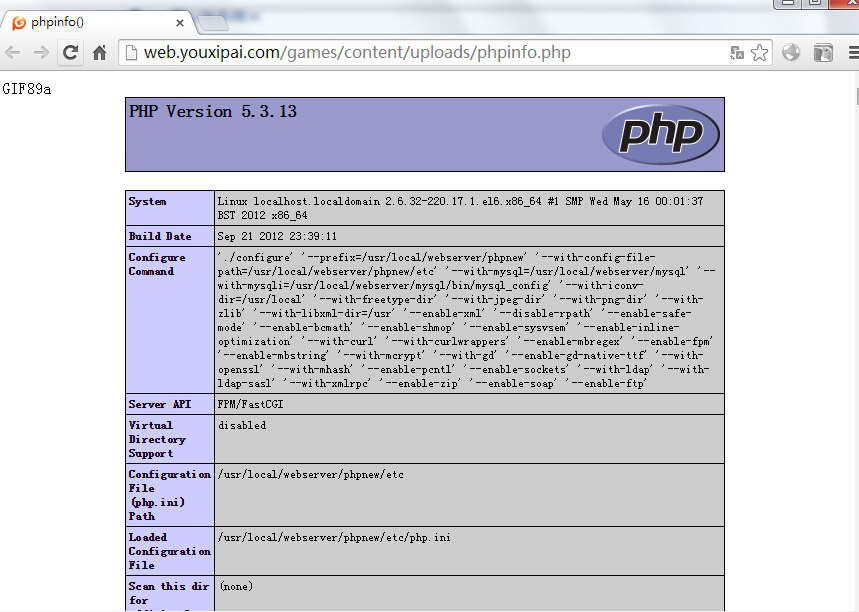 phpinfo()
web.youxipai.com/games/content/uploads/phpinfo.php
GIF89a
PHP Version 5.3.13
php
System
Linux localhost.localdomain 2.6.32-220.17.1.el6.x86_64 #1 SMP Wed May 16 00:01:37
BST 2012 x86_64
Build Date
Sep 21 2012 23:39:11
Configure
Command
'./configure' '--prefix=/usr/local/webserver/phpnew' '--with-config-file-
path=/usr/local/webserver/phpnew/etc' '--with-mysql=/usr/local/webserver/mysql' '--
with-mysqli=/usr/local/webserver/mysql/bin/mysql_config' '--with-iconv-
dir=/usr/local' '--with-freetype-dir' '--with-jpeg-dir' '--with-png-dir' '--with-
zlib' '--with-libxml-dir=/usr' '--enable-xml' '--disable-rpath' '--enable-safe-
mode' '--enable-bcmath' '--enable-shmop' '--enable-sysvsem' '--enable-inline-
optimization' '--with-curl' '--with-curlwrappers' '--enable-mbregex' '--enable-fpm'
'--enable-mbstring' '--with-mcrypt' '--with-gd' '--enable-gd-native-ttf' '--with-
openssl' '--with-mhash' '--enable-pcntl' '--enable-sockets' '--with-ldap' '--with-
ldap-sasl' '--with-xmlrpc' '--enable-zip' '--enable-soap' '--enable-ftp'
Server API
FPM/FastCGI
Virtual
Directory
Support
disabled
Configuration
File
(php.ini)
Path
/usr/local/webserver/phpnew/etc
Loaded
Configuration
File
/usr/local/webserver/phpnew/etc/php.ini
Scan this dir
for
(none)